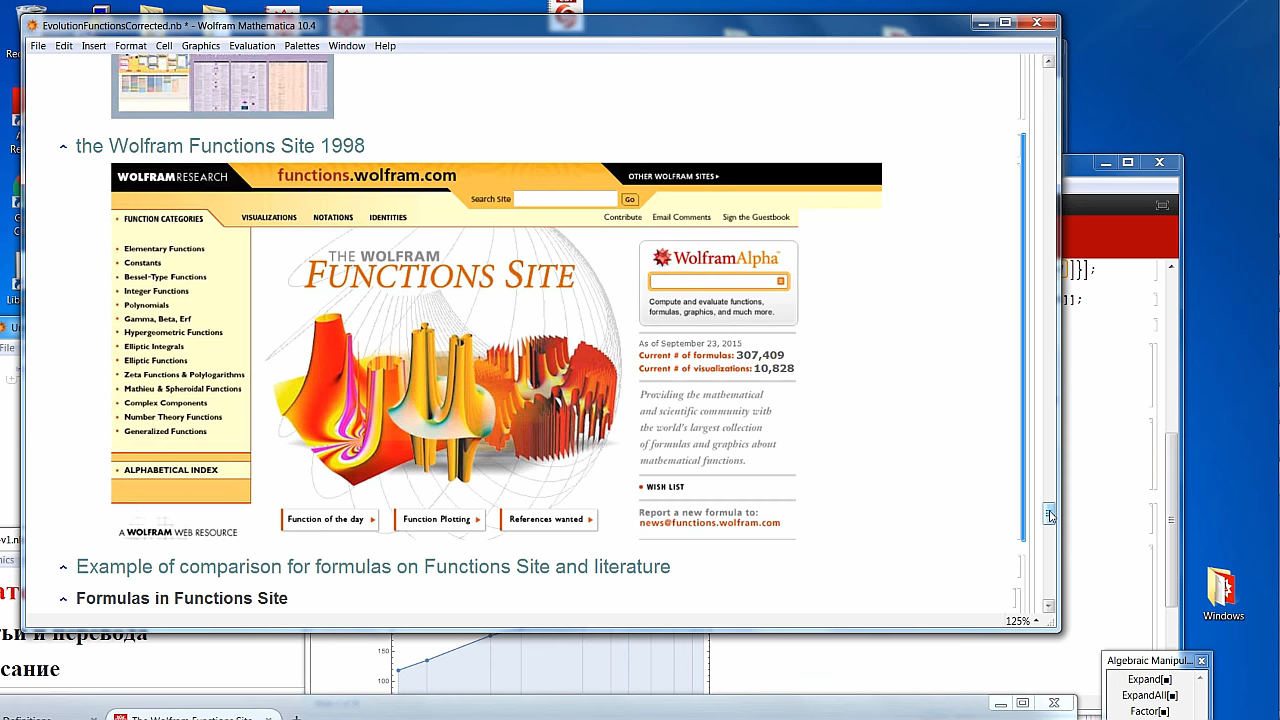 EvolutionFunctionsCorrected.nb * - Wolfram Mathematica 10.4
File Edit Insert Format Cell Graphics Evaluation Palettes Window Help
the Wolfram Functions Site 1998
WOLFRAMRESEARCH
functions.wolfram.com
OTHER WOLFRAM SITES
Search Site
Go
FUNCTION CATEGORIES
VISUALIZATIONS NOTATIONS IDENTITIES
Contribute Email Comments Sign the Guestbook
Elementary Functions
Constants
Bessel-Type Functions
Integer Functions
Polynomials
Gamma, Beta, Erf
Hypergeometric Functions
Elliptic Integrals
Elliptic Functions
Zeta Functions & Polylogarithms
Mathieu & Spheroidal Functions
Complex Components
Number Theory Functions
Generalized Functions
ALPHABETICAL INDEX
A WOLFRAM WEB RESOURCE
THE WOLFRAM
FUNCTIONS SITE
Function of the day
Function Plotting
References wanted
WolframAlpha
Compute and evaluate functions,
formulas, graphics, and much more.
As of September 23, 2015
Current # of formulas: 307,409
Current # of visualizations: 10,828
Providing the mathematical
and scientific community with
the world's largest collection
of formulas and graphics about
mathematical functions.
WISH LIST
Report a new formula to:
news@functions.wolfram.com
Example of comparison for formulas on Functions Site and literature
Formulas in Functions Site
125%
]}];
]];
File
-v1.n
перевода
сание
150
100
Windows
Algebraic Manipul...
Expand[■]
ExpandAll[■]
Factor[■]
The Wolfram Functions Site